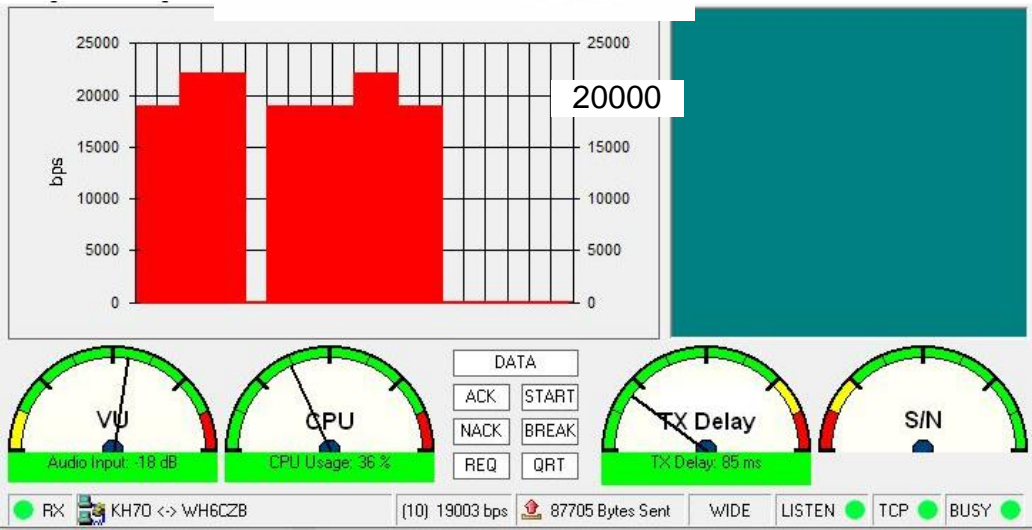 25000 25000
20000 20000
15000 15000
bps
10000 10000
5000 5000
0 0
VU CPU TX Delay S/N
DATA
ACK START
NACK BREAK
REQ QRT
Audio Input: -18 dB CPU Usage: 36 % TX Delay: 85 ms
RX KH7O <-> WH6CZB (10) 19003 bps 87705 Bytes Sent WIDE LISTEN TCP BUSY